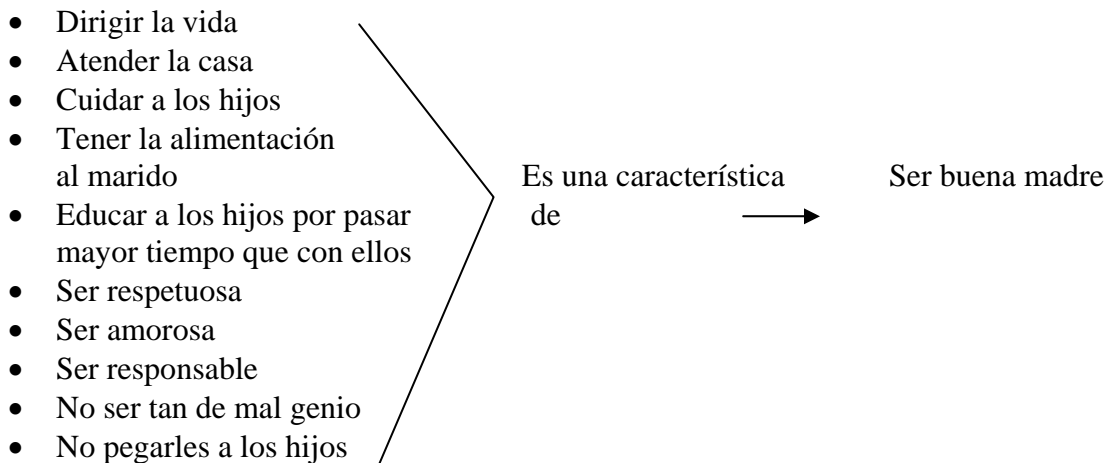 • Dirigir la vida
• Atender la casa
• Cuidar a los hijos
• Tener la alimentación
al marido
• Educar a los hijos por pasar
mayor tiempo que con ellos
• Ser respetuosa
• Ser amorosa
• Ser responsable
• No ser tan de mal genio
• No pegarles a los hijos
Es una característica
de
Ser buena madre